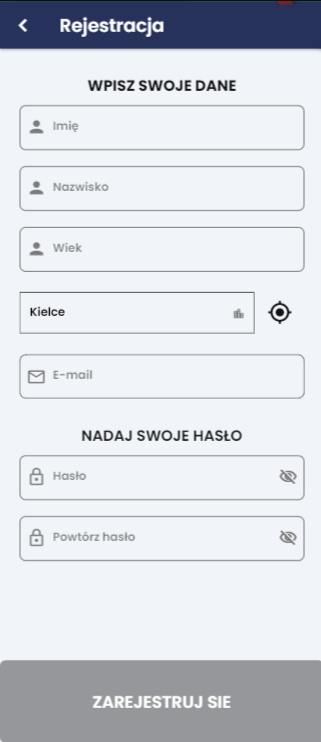 Rejestracja
WPISZ SWOJE DANE
Imię
Nazwisko
Wiek
Kielce
E-mail
NADAJ SWOJE HASŁO
Hasło
Powtórz hasło
ZAREJESTRUJ SIE